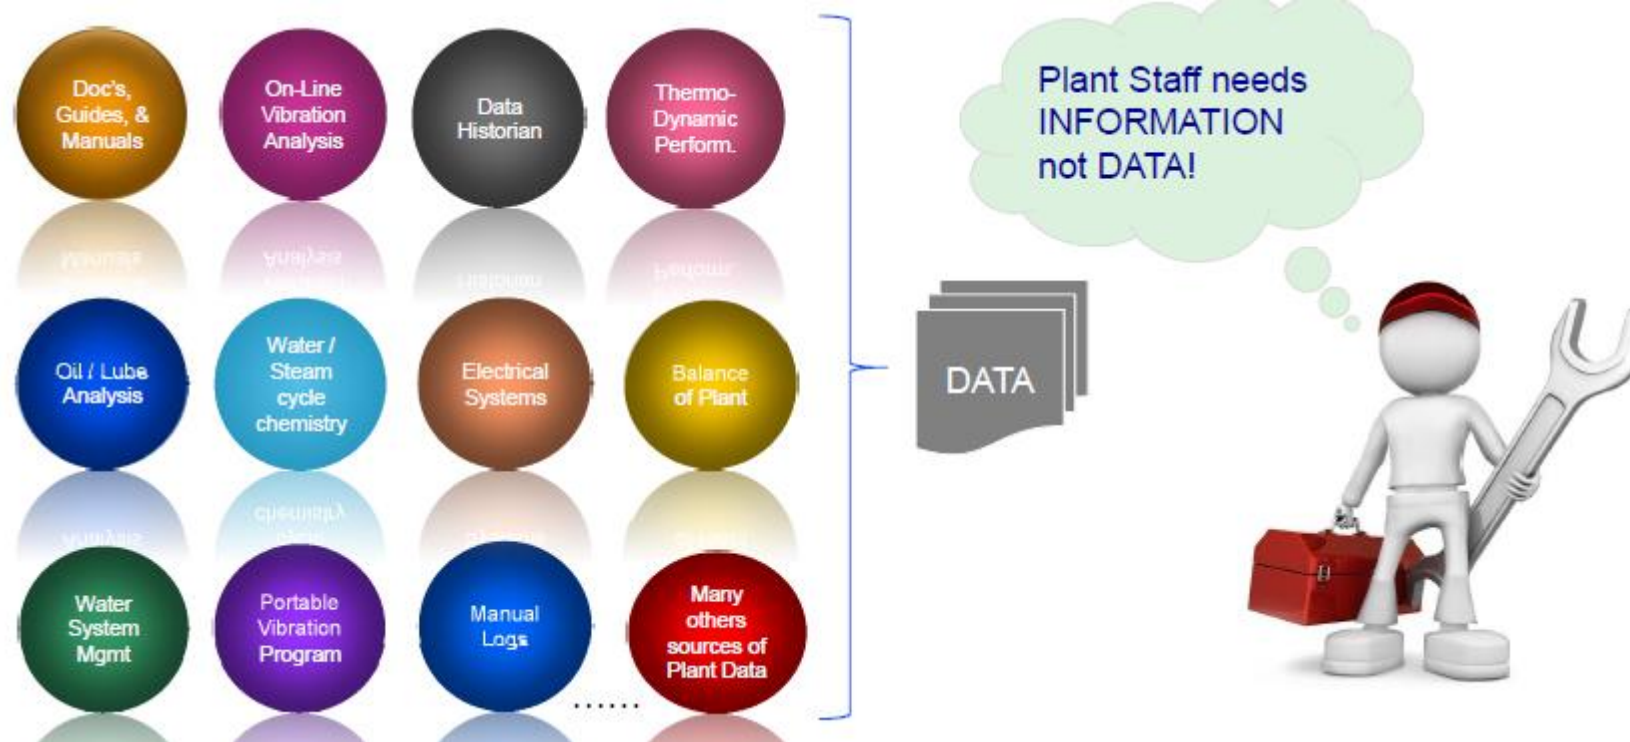 Doc's,
Guides, &
Manuals
On-Line
Vibration
Analysis
Data
Historian
Thermo-
Dynamic
Perform.
Oil / Lube
Analysis
Water /
Steam
cycle
chemistry
Electrical
Systems
Balance
of Plant
Water
System
Mgmt
Portable
Vibration
Program
Manual
Logs
......
Many
others
sources of
Plant Data
DATA
Plant Staff needs
INFORMATION
not DATA!